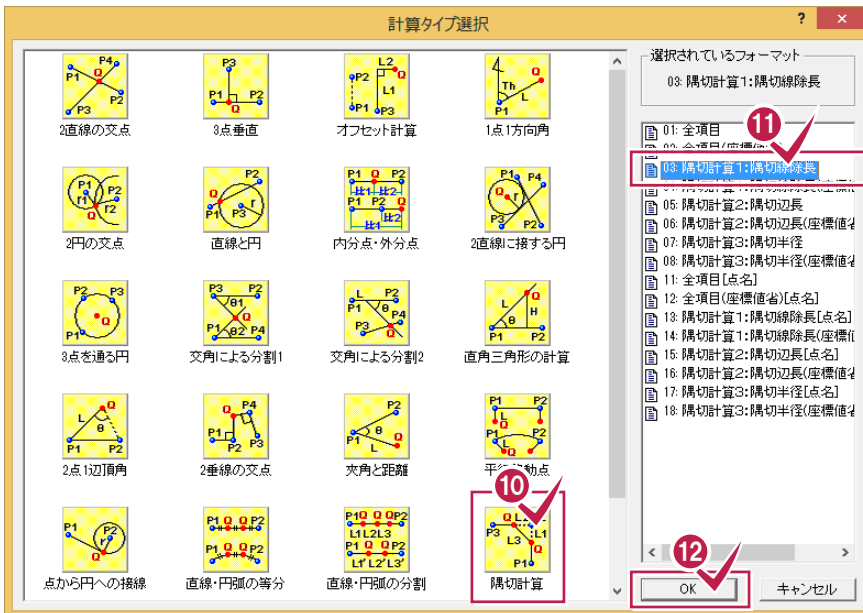 計算タイプ選択
? ×
2直線の交点
3点垂直
オフセット計算
1点1方向角
2円の交点
直線と円
内分点・外分点
2直線に接する円
3点を通る円
交角による分割1
交角による分割2
直角三角形の計算
2点1辺頂角
2垂線の交点
夾角と距離
点から円への接線
直線・円弧の等分
直線・円弧の分割
隅切計算
10
選択されているフォーマット
03: 隅切計算1:隅切線除長
11
01: 全項目
03: 隅切計算1:隅切線除長
05: 隅切計算2:隅切辺長
06: 隅切計算2:隅切辺長(座標値省
07: 隅切計算3:隅切半径
08: 隅切計算3:隅切半径(座標値省
11: 全項目[点名]
12: 全項目(座標値省)[点名]
13: 隅切計算1:隅切線除長[点名]
14: 隅切計算1:隅切線除長(座標値
15: 隅切計算2:隅切辺長[点名]
16: 隅切計算2:隅切辺長(座標値省
17: 隅切計算3:隅切半径[点名]
18: 隅切計算3:隅切半径(座標値省
12
OK
キャンセル